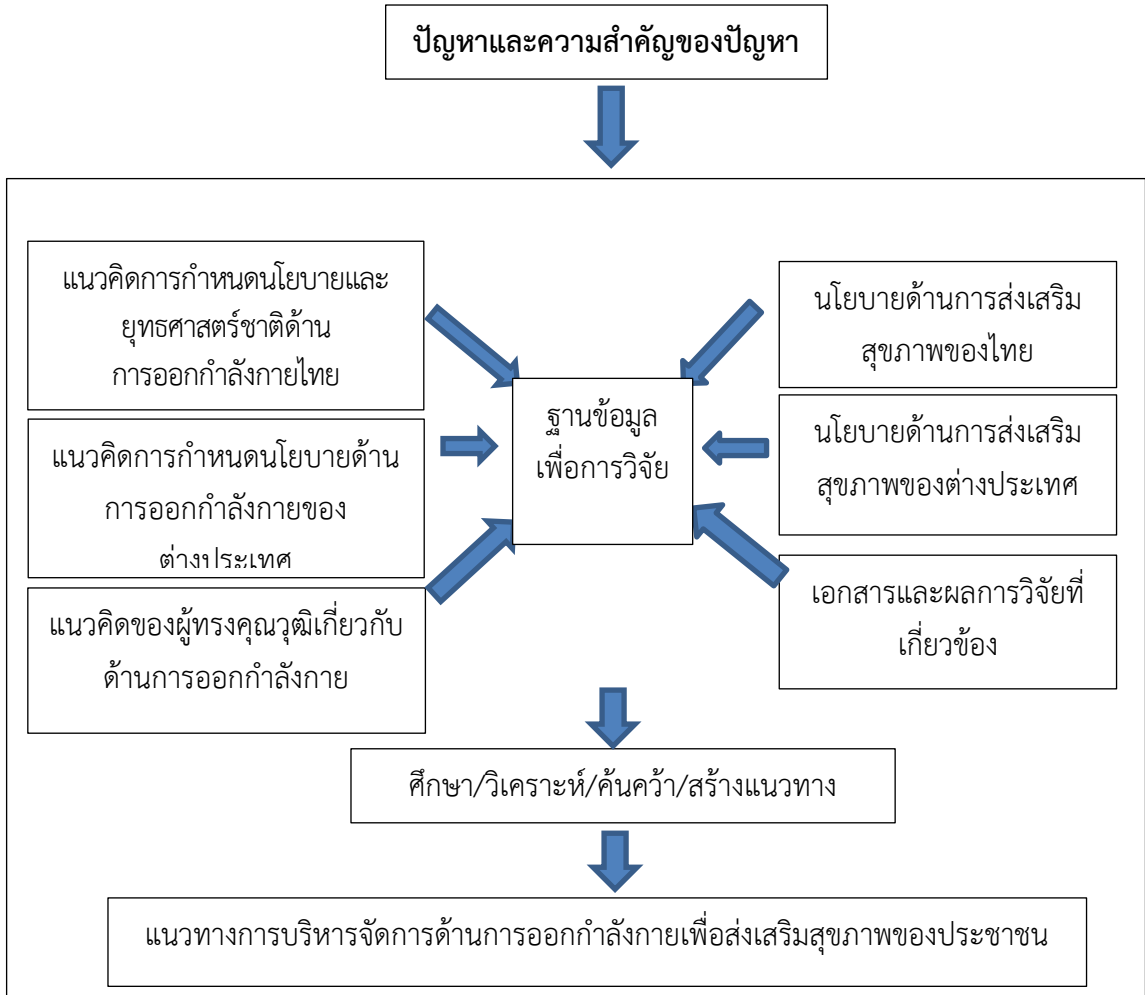 ปัญหาและความสำคัญของปัญหา
แนวคิดการกำหนดนโยบายและ
ยุทธศาสตร์ชาติด้าน
การออกกำลังกายไทย
แนวคิดการกำหนดนโยบายด้าน
การออกกำลังกายของ
ต่างประเทศ
แนวคิดของผู้ทรงคุณวุฒิเกี่ยวกับ
ด้านการออกกำลังกาย
ฐานข้อมูล
เพื่อการวิจัย
นโยบายด้านการส่งเสริม
สุขภาพของไทย
นโยบายด้านการส่งเสริม
สุขภาพของต่างประเทศ
เอกสารและผลการวิจัยที่
เกี่ยวข้อง
ศึกษา/วิเคราะห์/ค้นคว้า/สร้างแนวทาง
แนวทางการบริหารจัดการด้านการออกกำลังกายเพื่อส่งเสริมสุขภาพของประชาชน